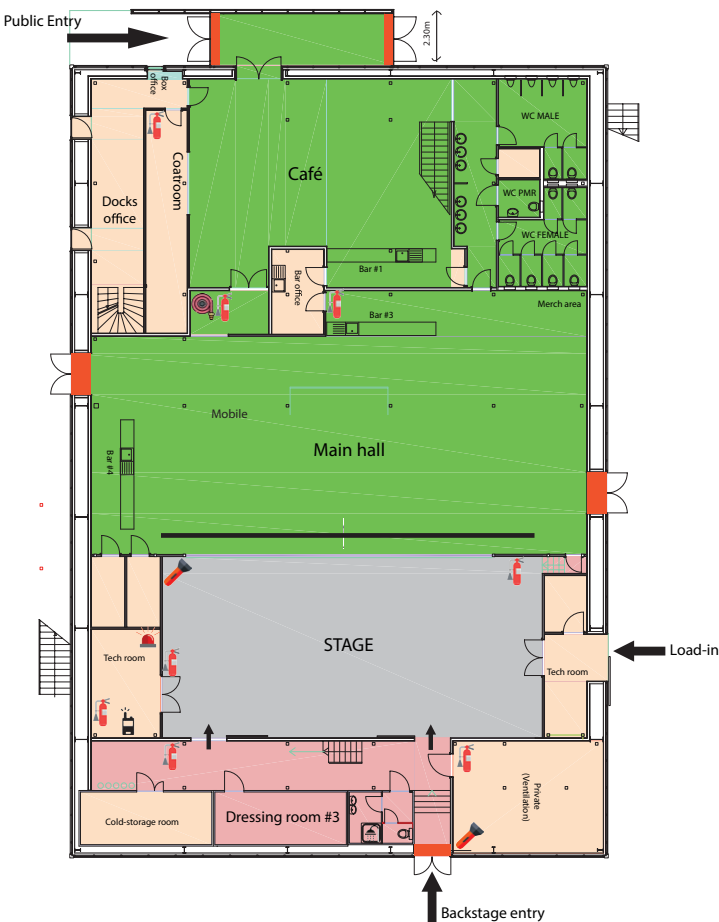 Public Entry
2.30m
Box
office
WC MALE
Café
Coatroom
Docks
office
WC PMR
WC FEMALE
Bar #1
Bar office
Merch area
Bar #3
Mobile
Main hall
Bar #4
STAGE
Tech room
Load-in
Tech room
Private
(Ventilation)
Cold-storage room
Dressing room #3
Backstage entry